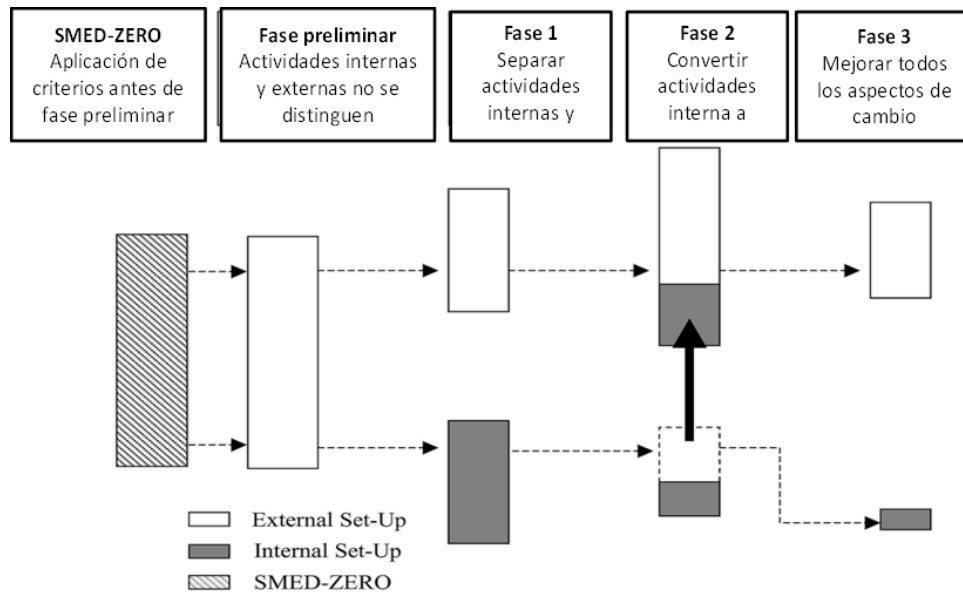 SMED-ZERO
Aplicación de
criterios antes de
fase preliminar
Fase preliminar
Actividades internas
y externas no se
distinguen
Fase 1
Separar
actividades
internas y
Fase 2
Convertir
actividades
interna a
Fase 3
Mejorar todos
los aspectos de
cambio
External Set-Up
Internal Set-Up
SMED-ZERO